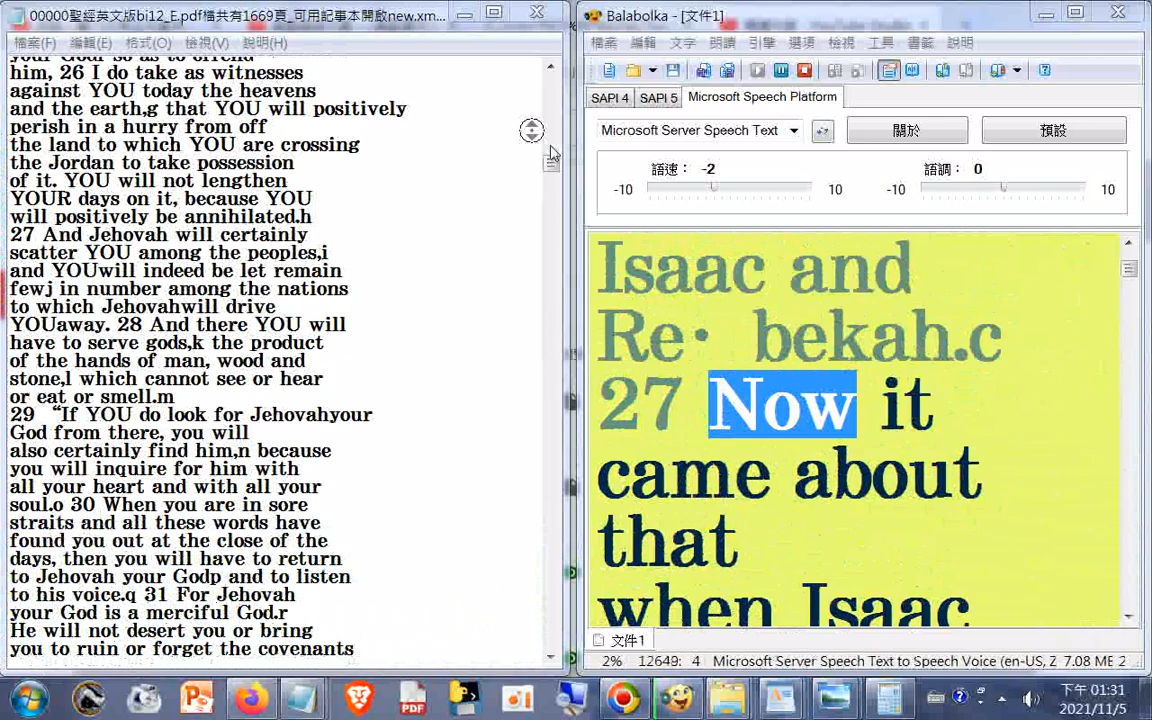 00000聖經英文版bi12_E.pdf檔共有1669頁_可用記事本開啟new.xm...
檔案(F) 編輯(E) 格式(O) 檢視(V) 說明(H)
your God so as to offend
him, 26 I do take as witnesses
against YOU today the heavens
and the earth,g that YOU will positively
perish in a hurry from off
the land to which YOU are crossing
the Jordan to take possession
of it. YOU will not lengthen
YOUR days on it, because YOU
will positively be annihilated.h
27 And Jehovah will certainly
scatter YOU among the peoples,i
and YOUwill indeed be let remain
fewj in number among the nations
to which Jehovahwill drive
YOUaway. 28 And there YOU will
have to serve gods,k the product
of the hands of man, wood and
stone,l which cannot see or hear
or eat or smell.m
29 “If YOU do look for Jehovahyour
God from there, you will
also certainly find him,n because
you will inquire for him with
all your heart and with all your
soul.o 30 When you are in sore
straits and all these words have
found you out at the close of the
days, then you will have to return
to Jehovah your Godp and to listen
to his voice.q 31 For Jehovah
your God is a merciful God.r
He will not desert you or bring
you to ruin or forget the covenants
Balabolka - [文件1]
檔案 編輯 文字 朗讀 引擎 選項 檢視 工具 書籤 說明
SAPI 4 SAPI 5 Microsoft Speech Platform
Microsoft Server Speech Text 關於 預設
語速： -2 語調： 0
-10 10 -10 10
Isaac and
Re· bekah.c
27 Now it
came about
that
when Isaac
文件1
2% 12649: 4 Microsoft Server Speech Text to Speech Voice (en-US, Z 7.08 MB 2
下午 01:31
2021/11/5